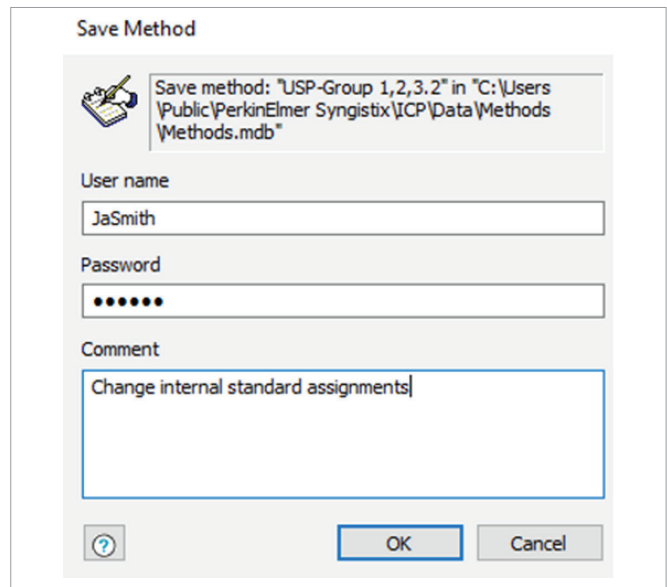 Save Method
Save method: "USP-Group 1,2,3.2" in "C:\Users
\Public\PerkinElmer Syngistix\ICP\Data\Methods
\Methods.mdb"
User name
JaSmith
Password
●●●●●●
Comment
Change internal standard assignments
?
OK
Cancel